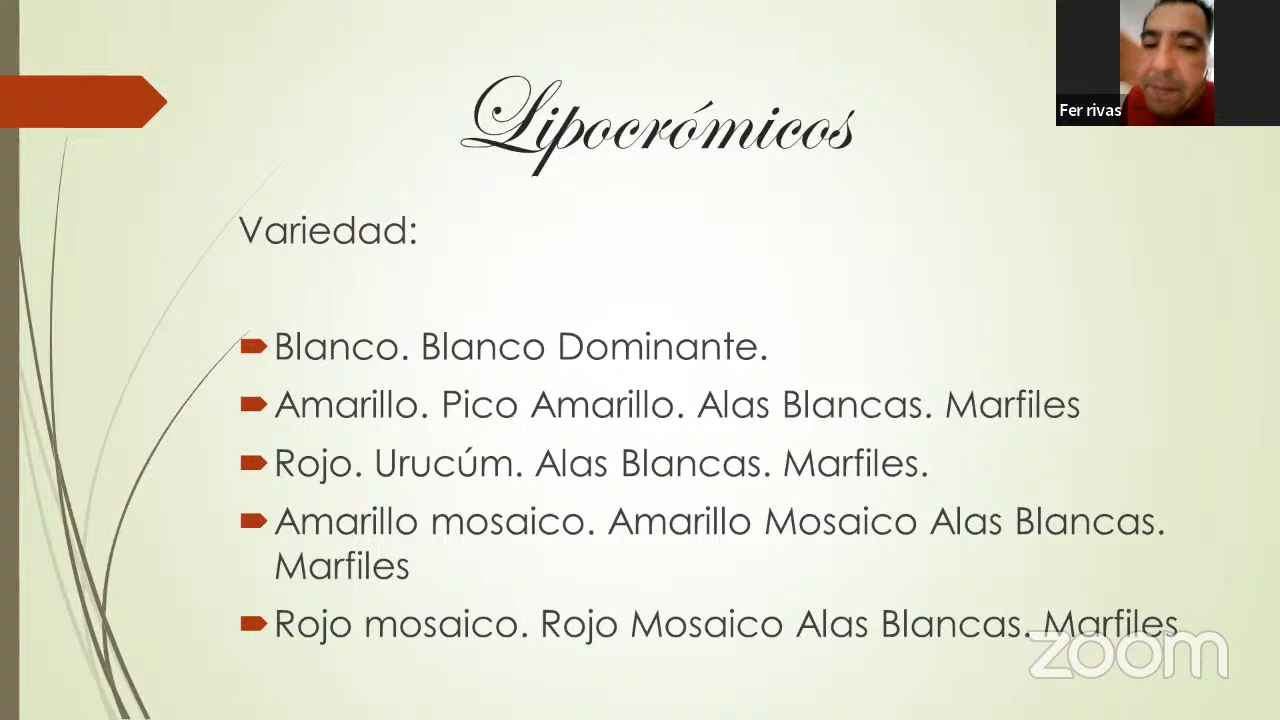 Lipocrómicos
Fer rivas
Variedad:
Blanco. Blanco Dominante.
Amarillo. Pico Amarillo. Alas Blancas. Marfiles
Rojo. Urucúm. Alas Blancas. Marfiles.
Amarillo mosaico. Amarillo Mosaico Alas Blancas.
Marfiles
Rojo mosaico. Rojo Mosaico Alas Blancas. Marfiles
zoom